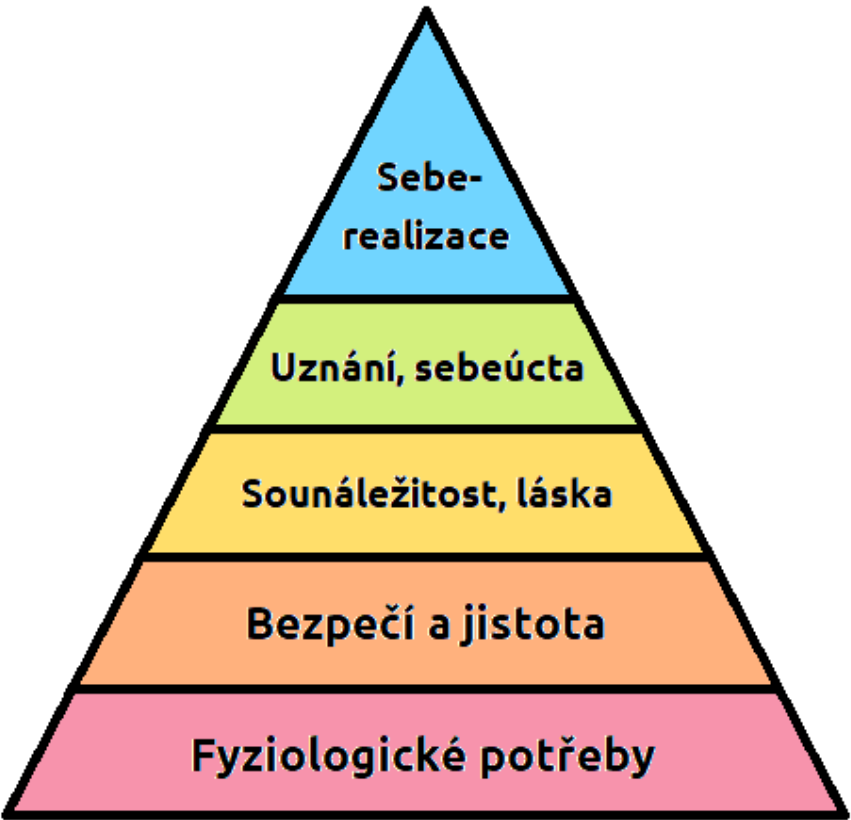 Sebe-
realizace
Uznání, sebeúcta
Sounáležitost, láska
Bezpečí a jistota
Fyziologické potřeby